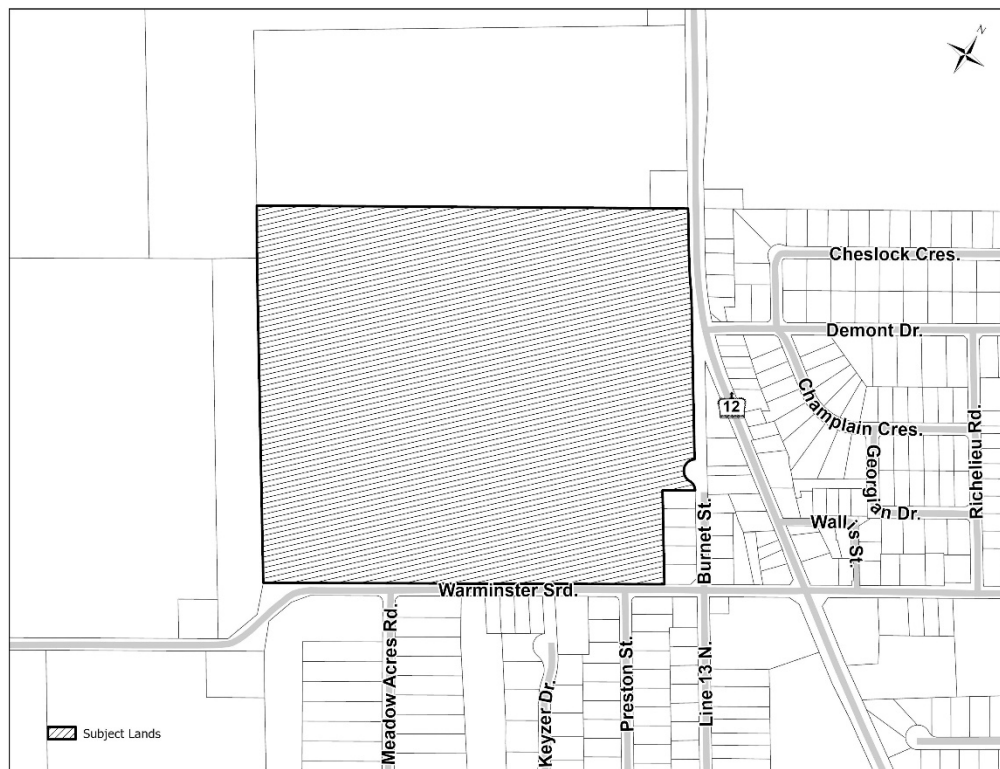 N
Cheslock Cres.
Demont Dr.
12
Champlain Cres.
Georgian Dr.
Richelieu Rd.
Wallis St.
Burnet St.
Warminster Srd.
Meadow Acres Rd.
Keyzer Dr.
Preston St.
Line 13 N.
Subject Lands